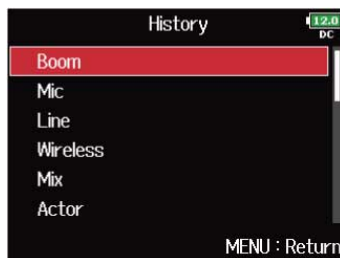 History
12.0
DC
Boom
Mic
Line
Wireless
Mix
Actor
MENU : Return